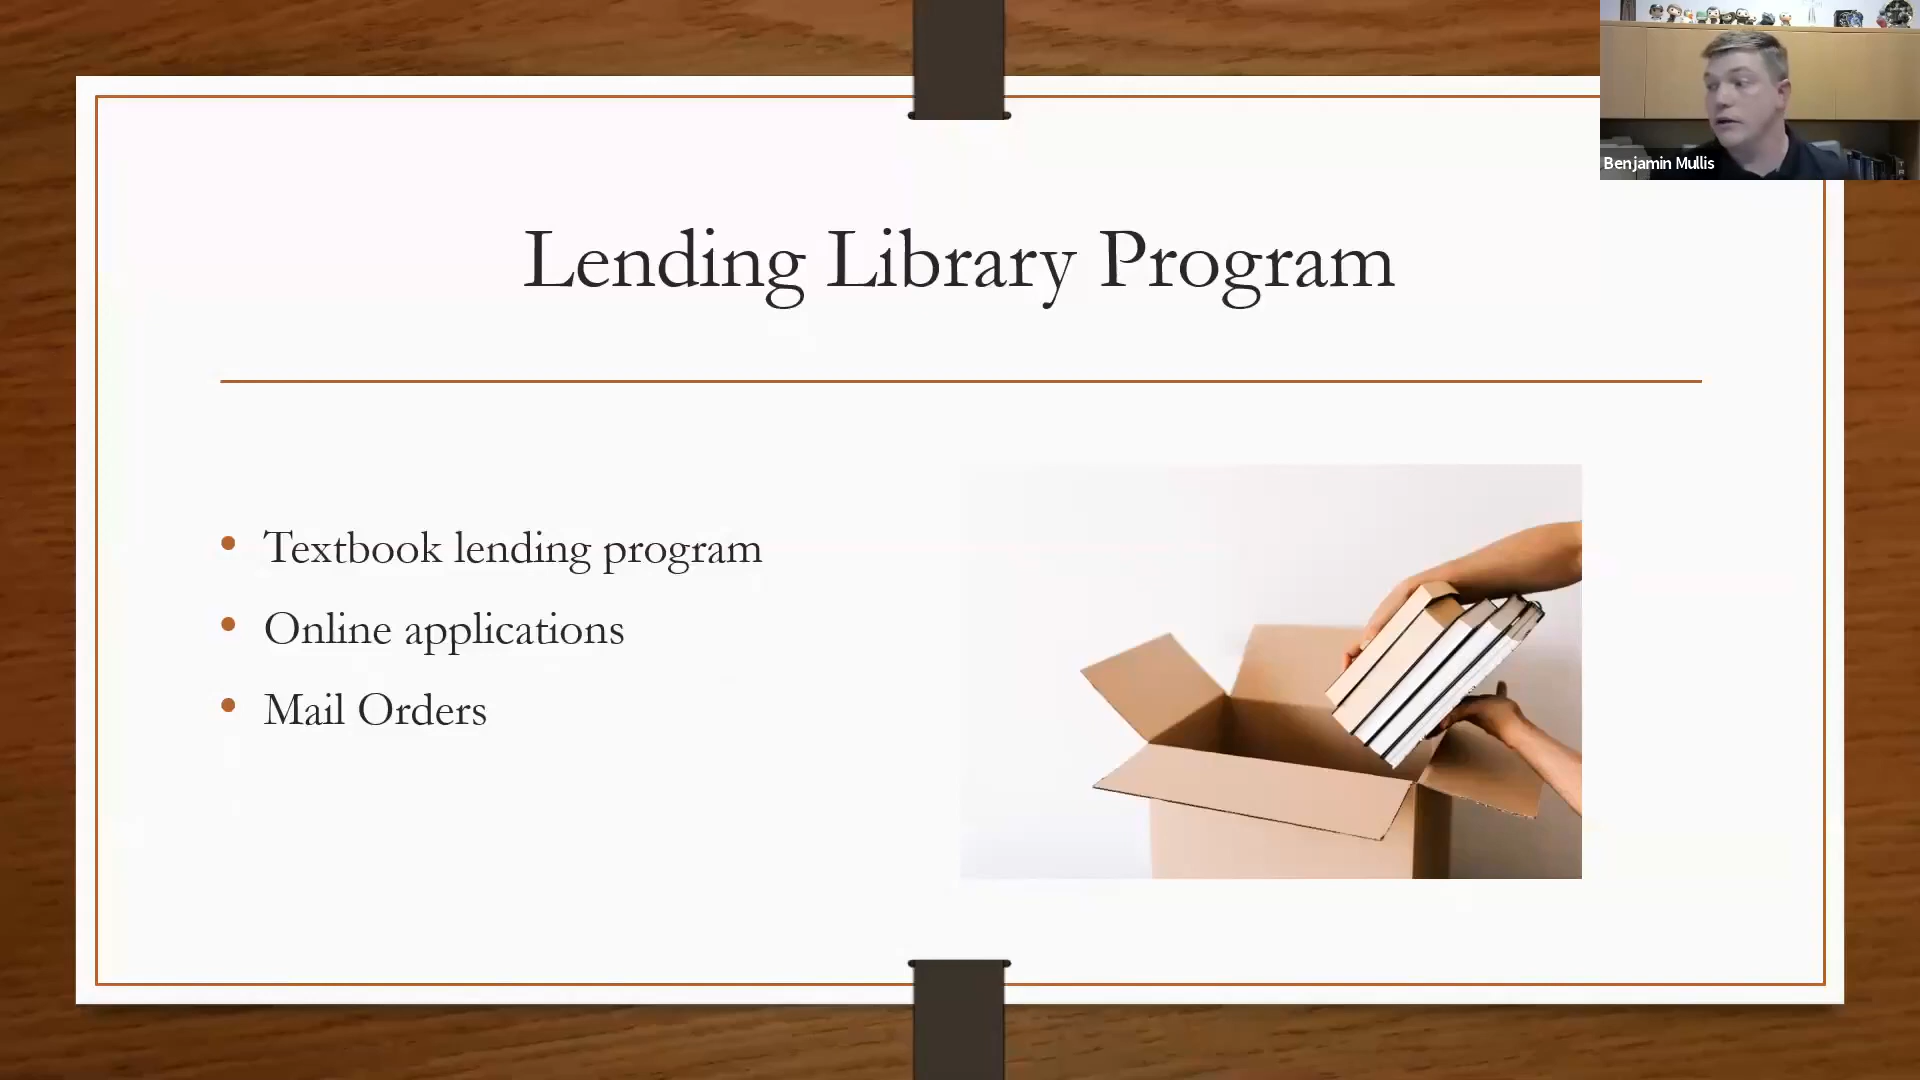 Benjamin Mullis
Lending Library Program
Textbook lending program
Online applications
Mail Orders